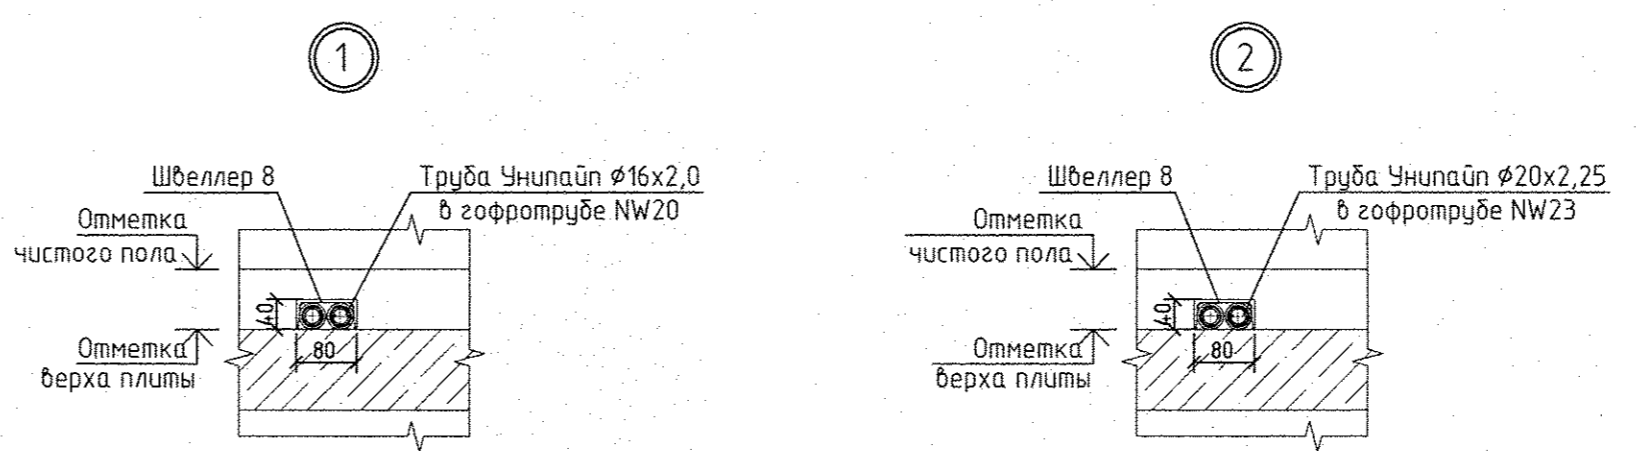 1
Швеллер 8
Труба Унипайп ⌀16х2,0
в гофротрубе NW20
Отметка
чистого пола
40
80
Отметка
верха плиты
2
Швеллер 8
Труба Унипайп ⌀20х2,25
в гофротрубе NW23
Отметка
чистого пола
40
80
Отметка
верха плиты